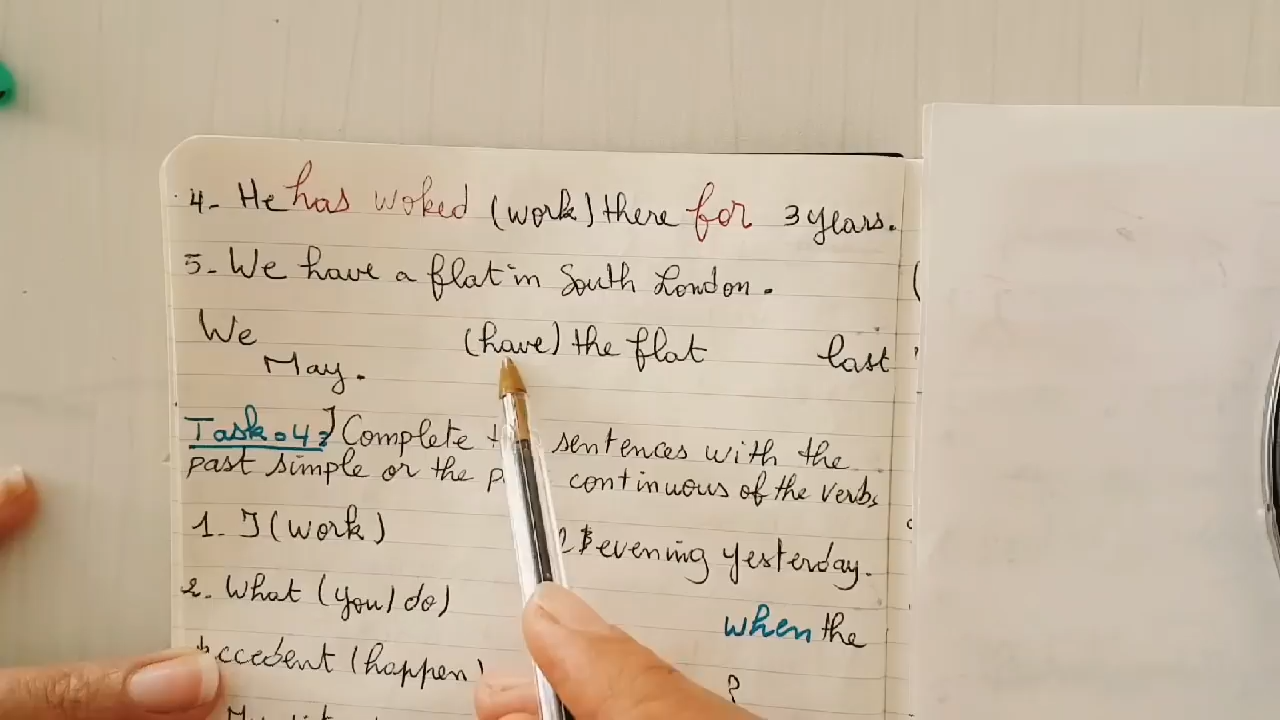 4- He has woked (work) there for 3 years.
5- We have a flat in South London.
We (have) the flat last
May.
Task 04: Complete sentences with the
past simple or the continuous of the verbs
1. I (work) evening yesterday.
2. What (you/do) when the
accedent (happen) ?